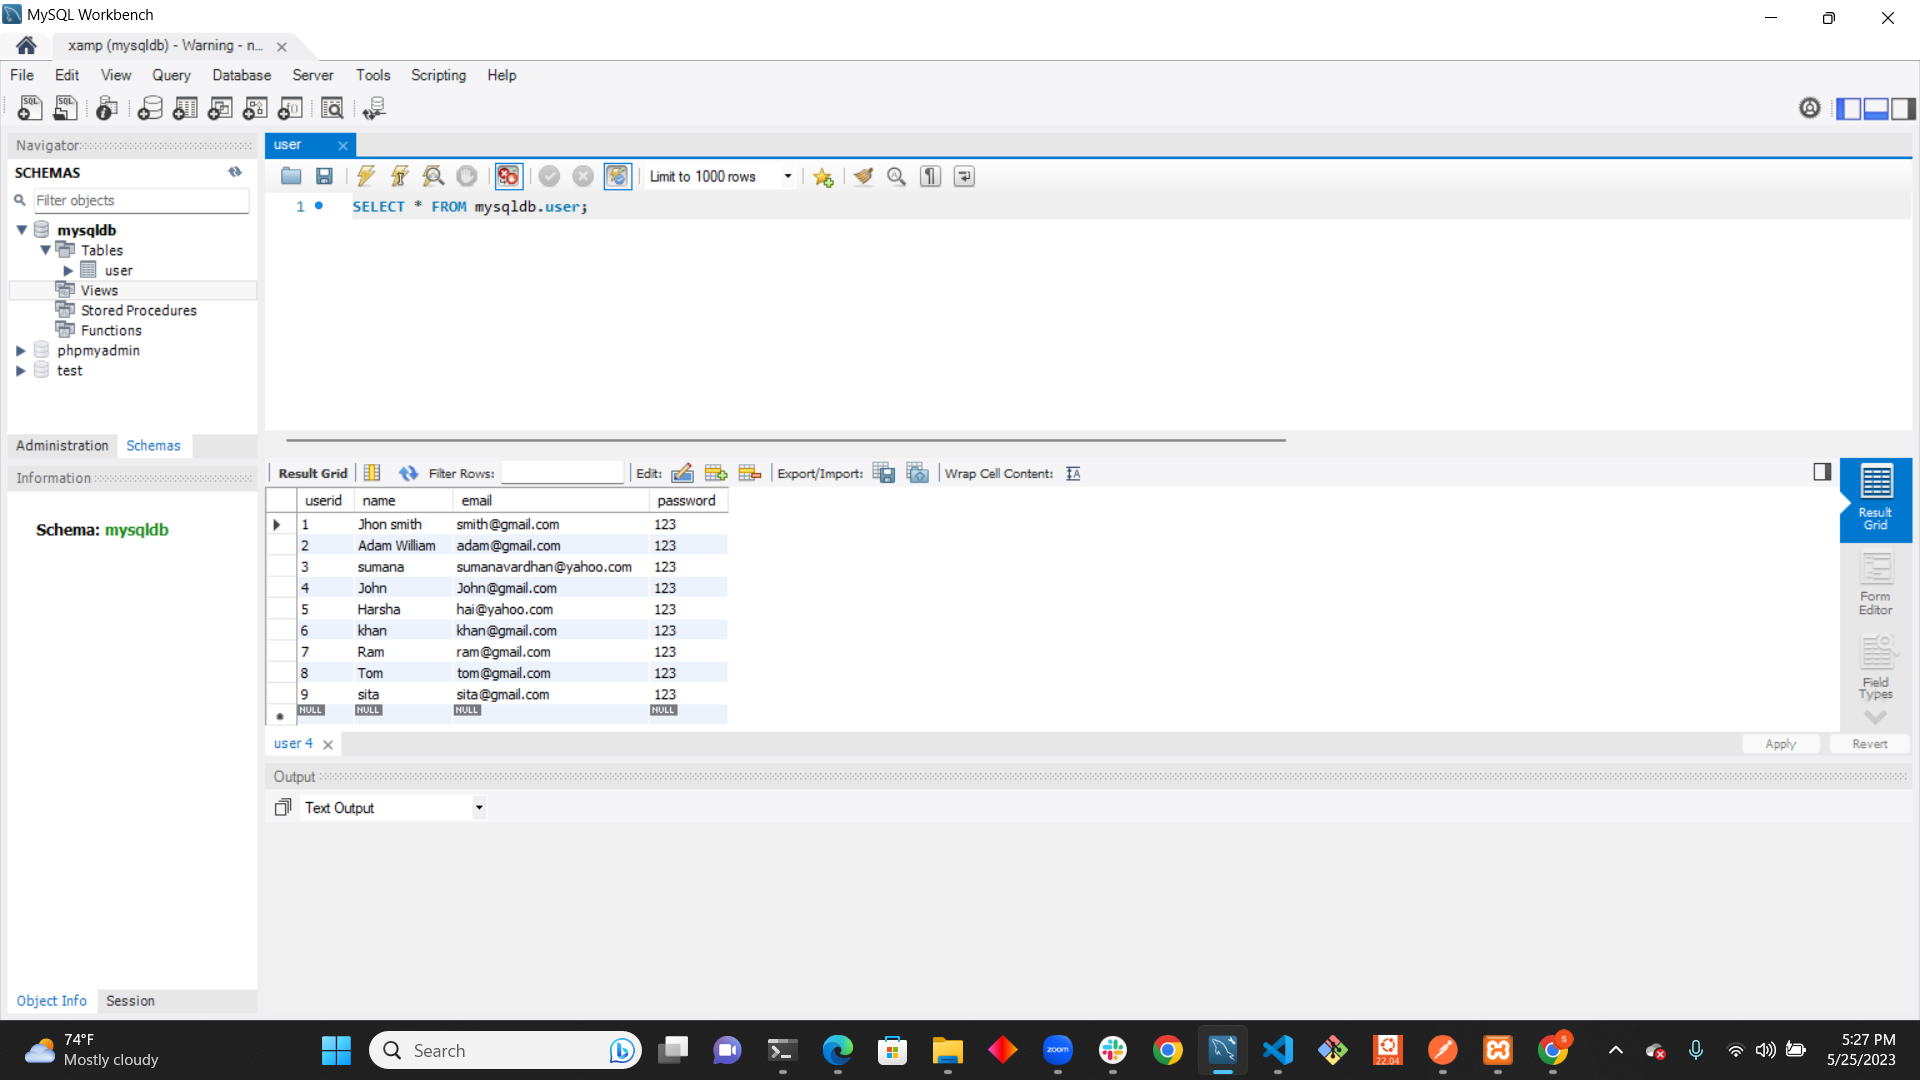 MySQL Workbench
xamp (mysqldb) - Warning - n...
File Edit View Query Database Server Tools Scripting Help
Navigator
SCHEMAS
Filter objects
mysqldb
Tables
user
Views
Stored Procedures
Functions
phpmyadmin
test
Administration Schemas
Information
Schema: mysqldb
Object Info Session
user
Limit to 1000 rows
1 SELECT * FROM mysqldb.user;
Result Grid Filter Rows: Edit: Export/Import: Wrap Cell Content:
userid name email password
1 Jhon smith smith@gmail.com 123
2 Adam William adam@gmail.com 123
3 sumana sumanavardhan@yahoo.com 123
4 John John@gmail.com 123
5 Harsha hai@yahoo.com 123
6 khan khan@gmail.com 123
7 Ram ram@gmail.com 123
8 Tom tom@gmail.com 123
9 sita sita@gmail.com 123
NULL NULL NULL NULL
Result
Grid
Form
Editor
Field
Types
user 4
Apply Revert
Output
Text Output
74°F
Mostly cloudy
Search
zoom
22.04
S
5:27 PM
5/25/2023